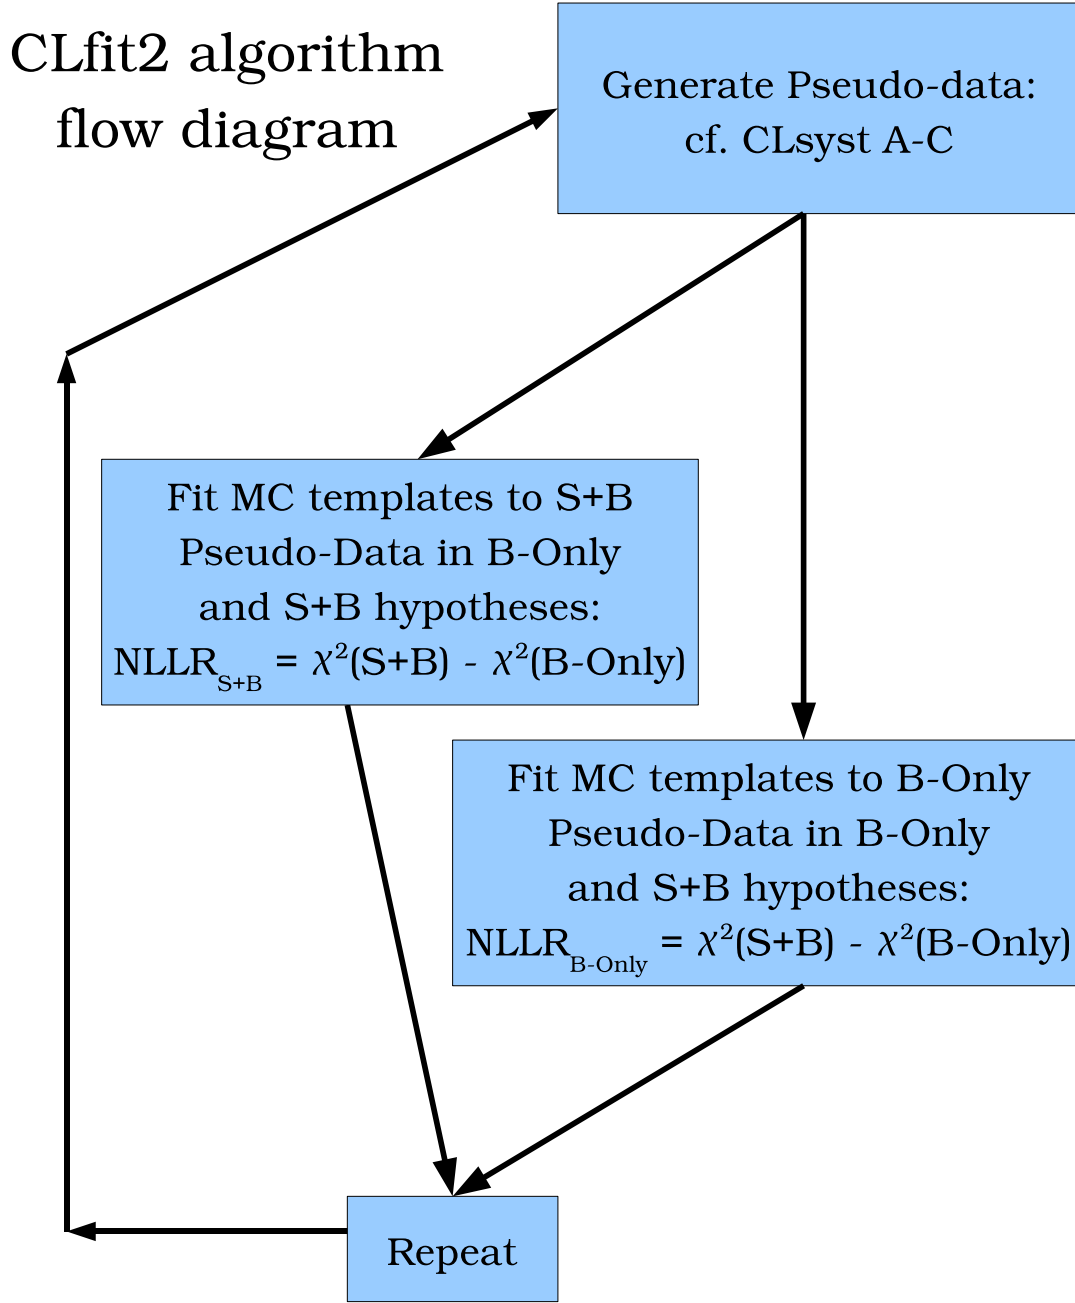 CLfit2 algorithm
flow diagram
Generate Pseudo-data:
cf. CLsyst A-C
Fit MC templates to S+B
Pseudo-Data in B-Only
and S+B hypotheses:
NLLR_S+B = χ²(S+B) - χ²(B-Only)
Fit MC templates to B-Only
Pseudo-Data in B-Only
and S+B hypotheses:
NLLR_B-Only = χ²(S+B) - χ²(B-Only)
Repeat